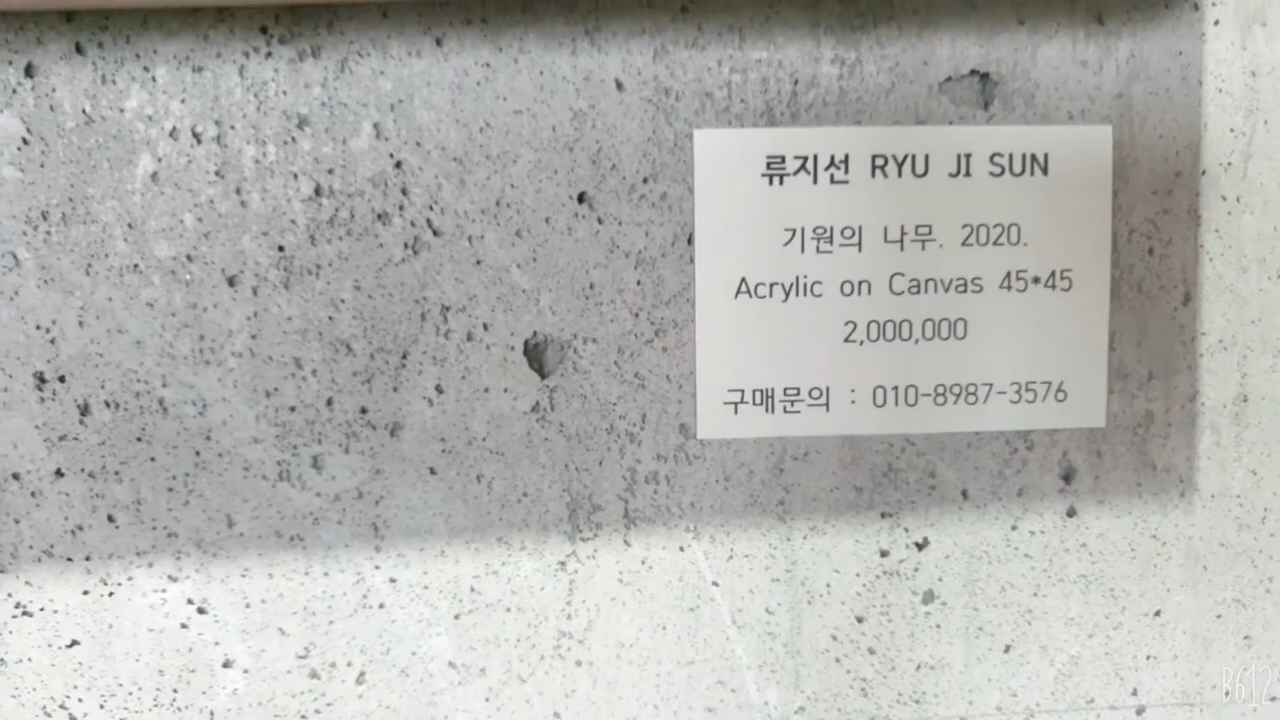 류지선 RYU JI SUN
기원의 나무. 2020.
Acrylic on Canvas 45*45
2,000,000
구매문의 : 010-8987-3576
B612